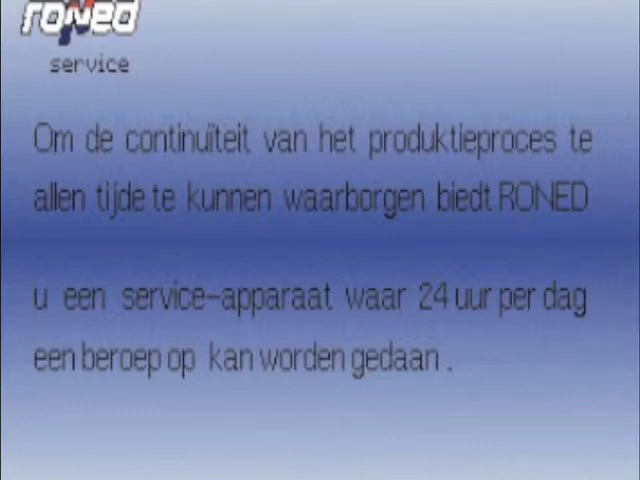 roNed
service
Om de continuïteit van het produktieproces te
allen tijde te kunnen waarborgen biedt RONED
u een service-apparaat waar 24 uur per dag
een beroep op kan worden gedaan.